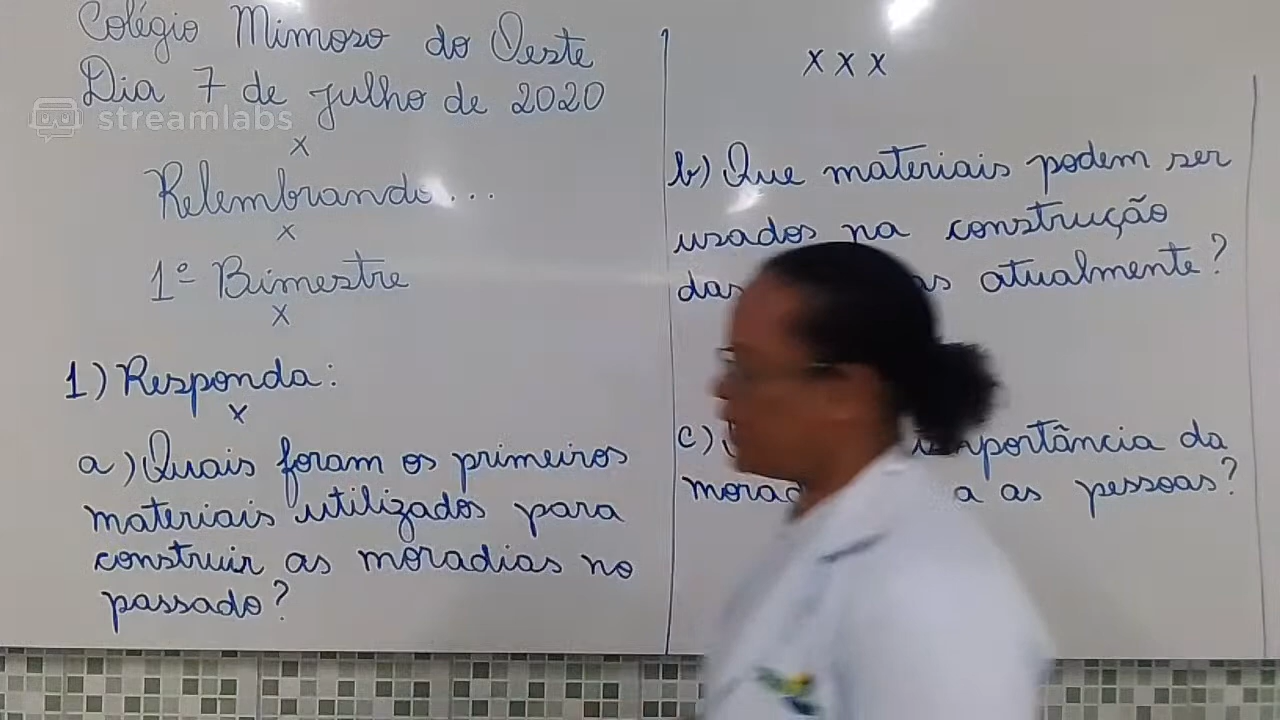 Colégio Mimoso do Oeste
Dia 7 de julho de 2020
streamlabs
x
Relembrando...
x
1º Bimestre
x
1) Responda:
x
a) Quais foram os primeiros
materiais utilizados para
construir as moradias no
passado?
x x x
b) Que materiais podem ser
usados na construção
das as atualmente?
c) importância da
morad a as pessoas?